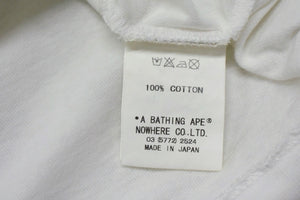 100% COTTON
*A BATHING APE®
NOWHERE CO.,LTD.
03 (5772) 2524
MADE IN JAPAN